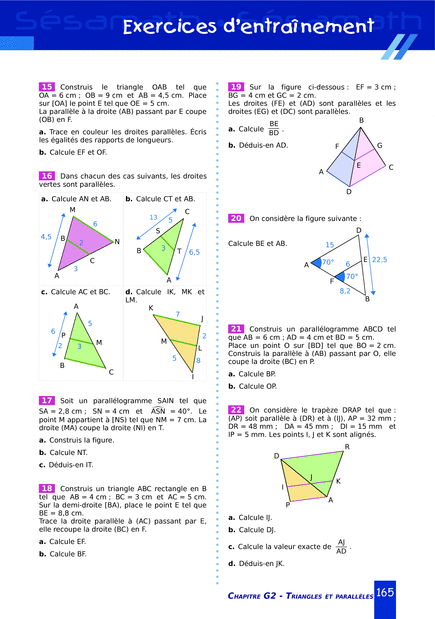 Exercices d'entraînement
15 Construis le triangle OAB tel que
OA = 6 cm ; OB = 9 cm et AB = 4,5 cm. Place
sur [OA] le point E tel que OE = 5 cm.
La parallèle à la droite (AB) passant par E coupe
(OB) en F.
a. Trace en couleur les droites parallèles. Écris
les égalités des rapports de longueurs.
b. Calcule EF et OF.
16 Dans chacun des cas suivants, les droites
vertes sont parallèles.
a. Calcule AN et AB.
M
6
4,5
B
2
N
C
3
A
b. Calcule CT et AB.
C
13
5
S
B
3
T
6,5
A
c. Calcule AC et BC.
A
5
6
P
2
3
M
B
C
d. Calcule IK, MK et
LM.
K
7
J
2
M
L
5
8
I
17 Soit un parallélogramme SAIN tel que
SA = 2,8 cm ; SN = 4 cm et ASN = 40°. Le
point M appartient à [NS) tel que NM = 7 cm. La
droite (MA) coupe la droite (NI) en T.
a. Construis la figure.
b. Calcule NT.
c. Déduis-en IT.
18 Construis un triangle ABC rectangle en B
tel que AB = 4 cm ; BC = 3 cm et AC = 5 cm.
Sur la demi-droite [BA), place le point E tel que
BE = 8,8 cm.
Trace la droite parallèle à (AC) passant par E,
elle recoupe la droite (BC) en F.
a. Calcule EF.
b. Calcule BF.
19 Sur la figure ci-dessous : EF = 3 cm ;
BG = 4 cm et GC = 2 cm.
Les droites (FE) et (AD) sont parallèles et les
droites (EG) et (DC) sont parallèles.
a. Calcule BE/BD .
b. Déduis-en AD.
B
F
G
E
A
C
D
20 On considère la figure suivante :
Calcule BE et AB.
D
15
A
70°
6
E
22,5
F
70°
8,2
B
21 Construis un parallélogramme ABCD tel
que AB = 6 cm ; AD = 4 cm et BD = 5 cm.
Place un point O sur [BD] tel que BO = 2 cm.
Construis la parallèle à (AB) passant par O, elle
coupe la droite (BC) en P.
a. Calcule BP.
b. Calcule OP.
22 On considère le trapèze DRAP tel que :
(AP) soit parallèle à (DR) et à (IJ), AP = 32 mm ;
DR = 48 mm ; DA = 45 mm ; DI = 15 mm et
IP = 5 mm. Les points I, J et K sont alignés.
R
D
J
K
I
A
P
a. Calcule IJ.
b. Calcule DJ.
c. Calcule la valeur exacte de AJ/AD .
d. Déduis-en JK.
CHAPITRE G2 - TRIANGLES ET PARALLÈLES 165